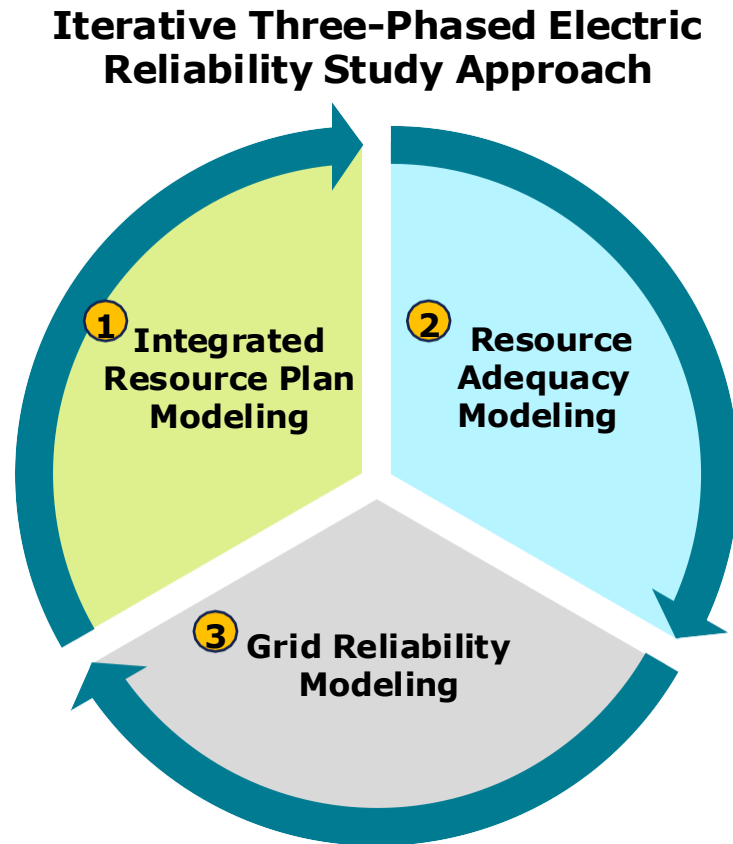 Iterative Three-Phased Electric
Reliability Study Approach
1
Integrated
Resource Plan
Modeling
2
Resource
Adequacy
Modeling
3
Grid Reliability
Modeling